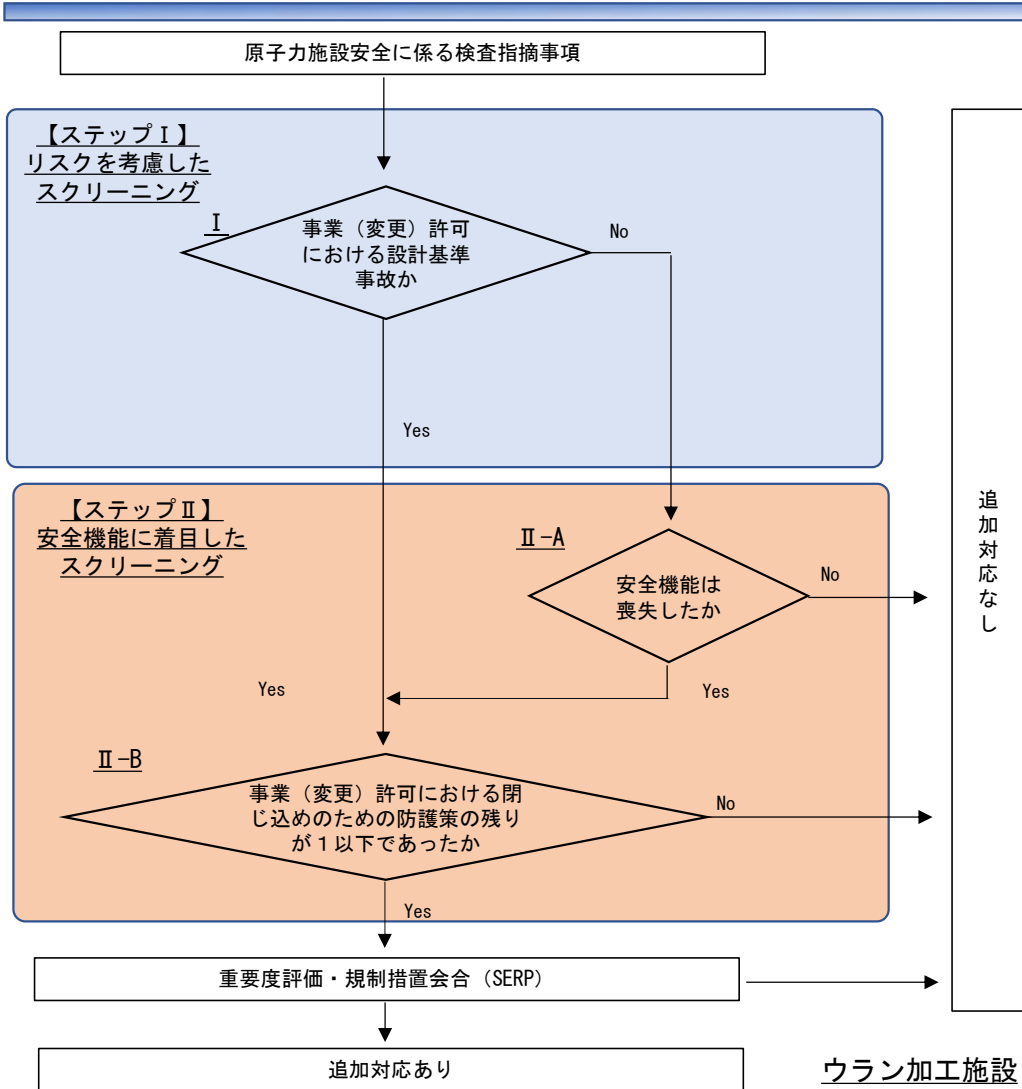 原子力施設安全に係る検査指摘事項
【ステップⅠ】
リスクを考慮した
スクリーニング
Ⅰ
事業（変更）許可
における設計基準
事故か
No
Yes
【ステップⅡ】
安全機能に着目した
スクリーニング
Ⅱ-A
安全機能は
喪失したか
No
Yes
Yes
Ⅱ-B
事業（変更）許可における閉
じ込めのための防護策の残り
が１以下であったか
No
Yes
追加対応なし
重要度評価・規制措置会合（SERP）
追加対応あり
ウラン加工施設